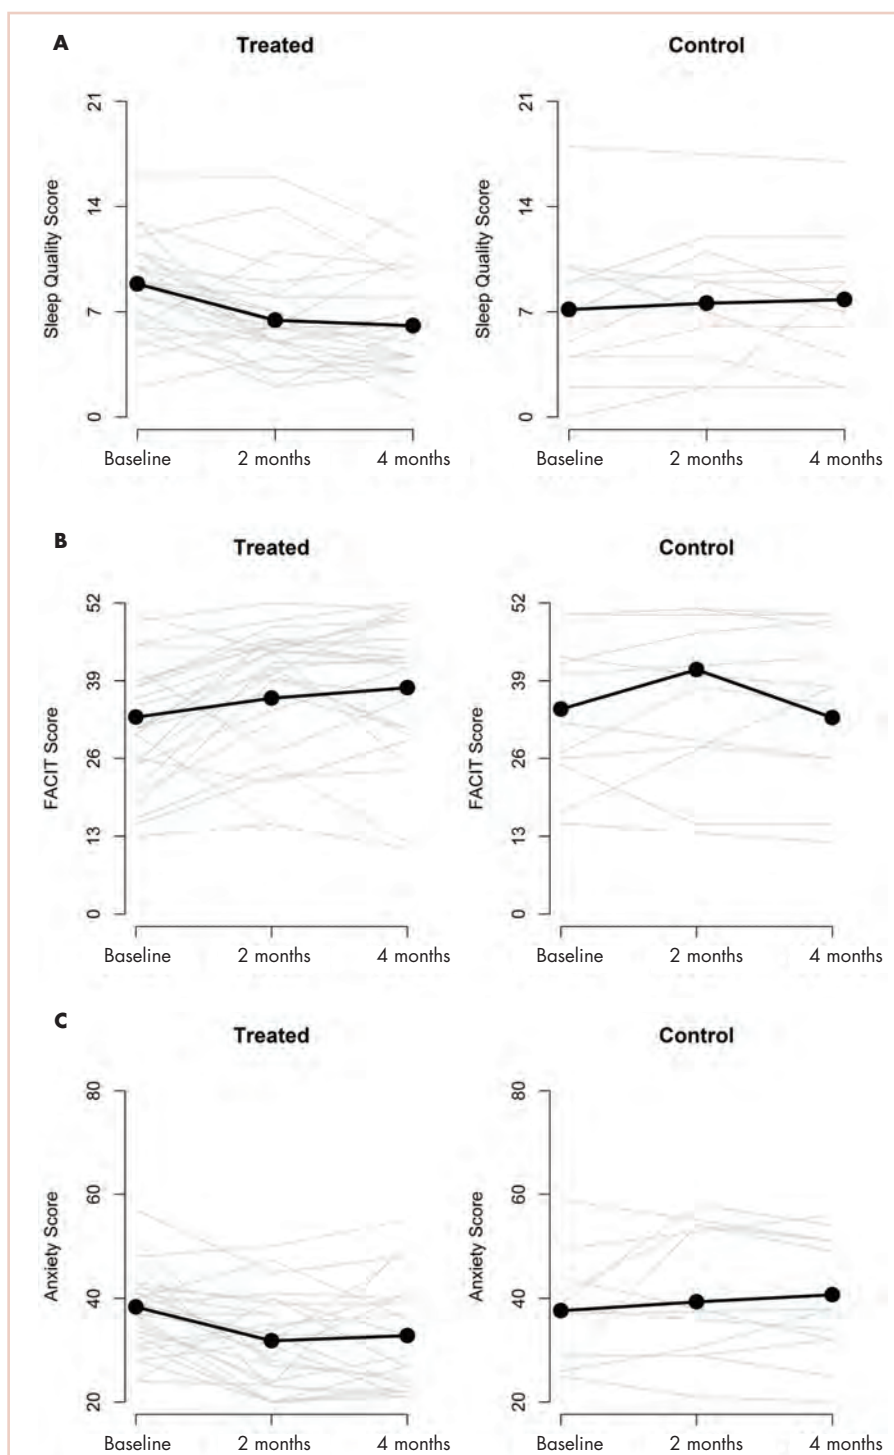 A
Treated
Control
Sleep Quality Score
21
14
7
0
Baseline
2 months
4 months
Sleep Quality Score
21
14
7
0
Baseline
2 months
4 months
B
Treated
Control
FACIT Score
52
39
26
13
0
Baseline
2 months
4 months
FACIT Score
52
39
26
13
0
Baseline
2 months
4 months
C
Treated
Control
Anxiety Score
80
60
40
20
Baseline
2 months
4 months
Anxiety Score
80
60
40
20
Baseline
2 months
4 months